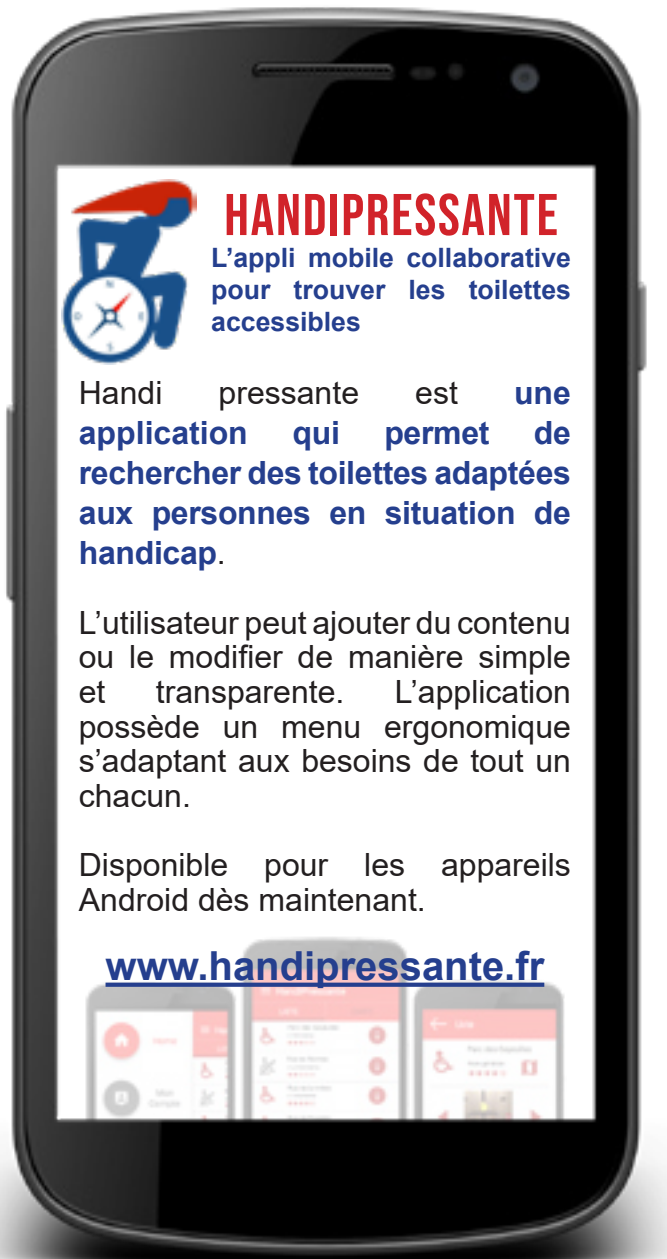 HANDIPRESSANTE
L’appli mobile collaborative
pour trouver les toilettes
accessibles
Handi pressante est une
application qui permet de
rechercher des toilettes adaptées
aux personnes en situation de
handicap.
L’utilisateur peut ajouter du contenu
ou le modifier de manière simple
et transparente. L’application
possède un menu ergonomique
s’adaptant aux besoins de tout un
chacun.
Disponible pour les appareils
Android dès maintenant.
www.handipressante.fr
Home
Mon
Compte